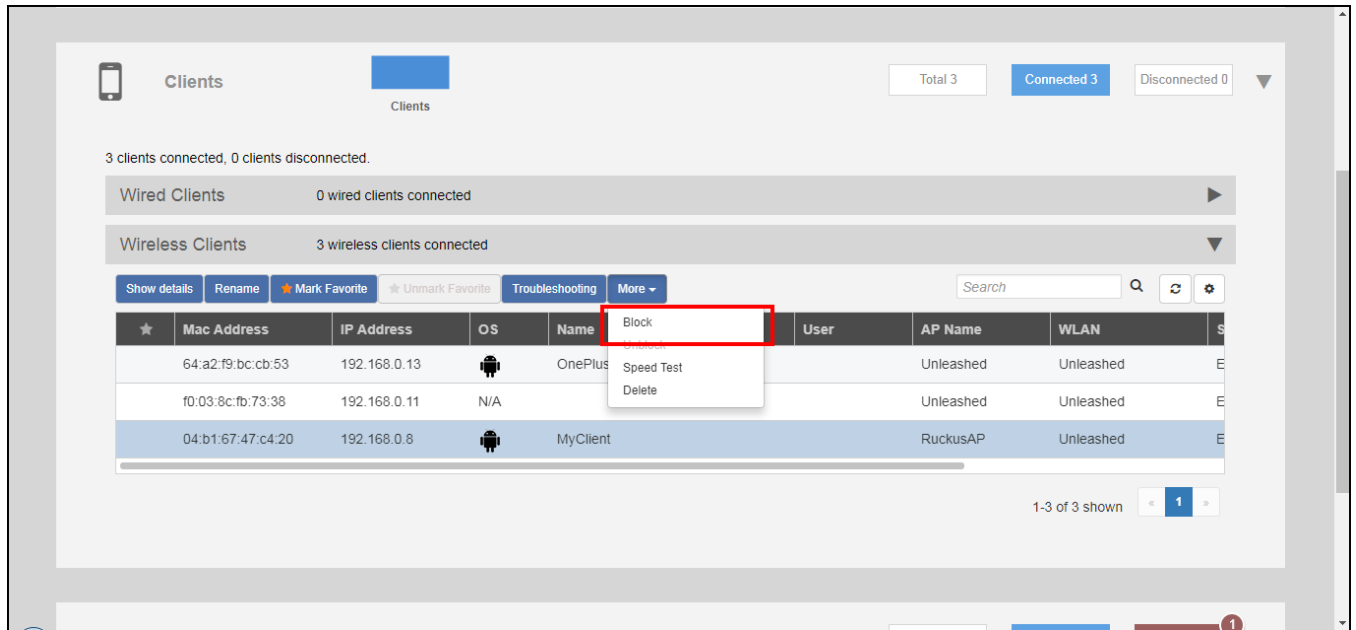 Clients
Clients
Total 3
Connected 3
Disconnected 0
3 clients connected, 0 clients disconnected.
Wired Clients 0 wired clients connected
Wireless Clients 3 wireless clients connected
Show details Rename Mark Favorite Unmark Favorite Troubleshooting More Search
Mac Address IP Address OS Name User AP Name WLAN S
Block
Unblock
Speed Test
Delete
64:a2:f9:bc:cb:53 192.168.0.13 OnePlus Unleashed Unleashed E
f0:03:8c:fb:73:38 192.168.0.11 N/A Unleashed Unleashed E
04:b1:67:47:c4:20 192.168.0.8 MyClient RuckusAP Unleashed E
1-3 of 3 shown « 1 »
1